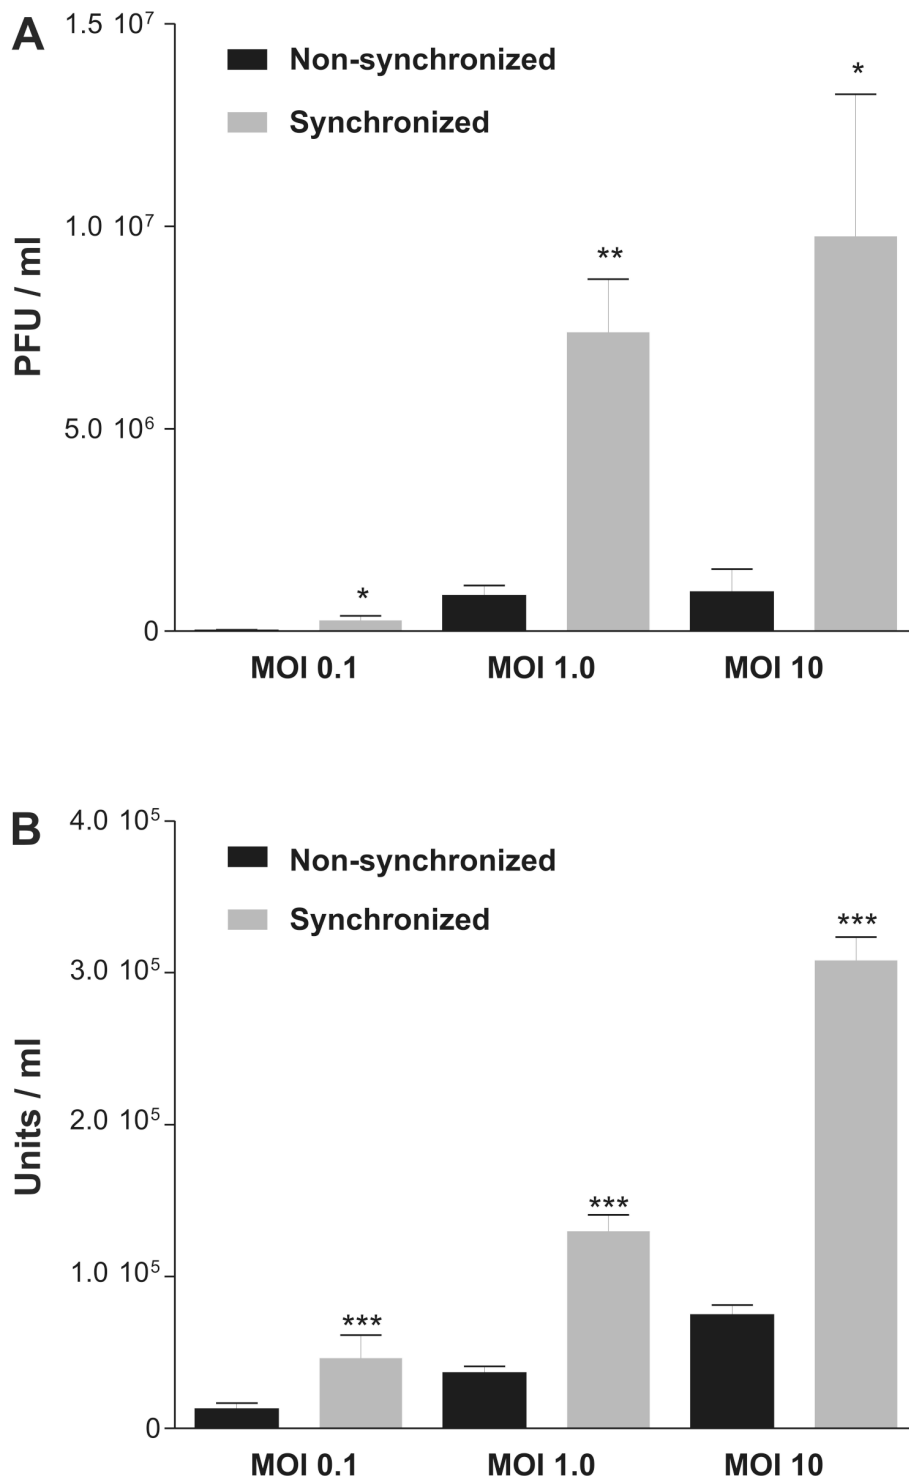 A
1.5 10⁷
Non-synchronized
Synchronized
*
1.0 10⁷
**
PFU / ml
5.0 10⁶
*
0
MOI 0.1 MOI 1.0 MOI 10
B
4.0 10⁵
Non-synchronized
Synchronized
***
3.0 10⁵
Units / ml
2.0 10⁵
***
1.0 10⁵
***
0
MOI 0.1 MOI 1.0 MOI 10